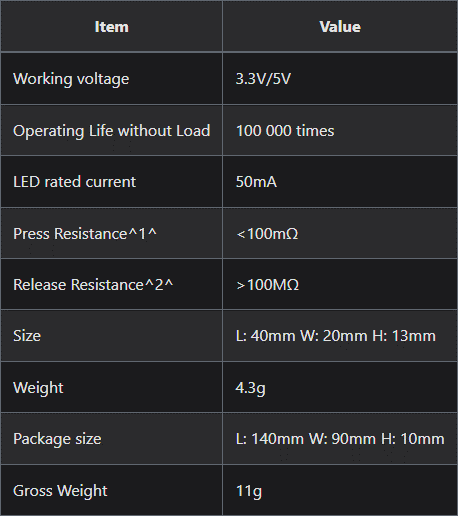 Item Value
Working voltage 3.3V/5V
Operating Life without Load 100 000 times
LED rated current 50mA
Press Resistance^1^ <100mΩ
Release Resistance^2^ >100MΩ
Size L: 40mm W: 20mm H: 13mm
Weight 4.3g
Package size L: 140mm W: 90mm H: 10mm
Gross Weight 11g